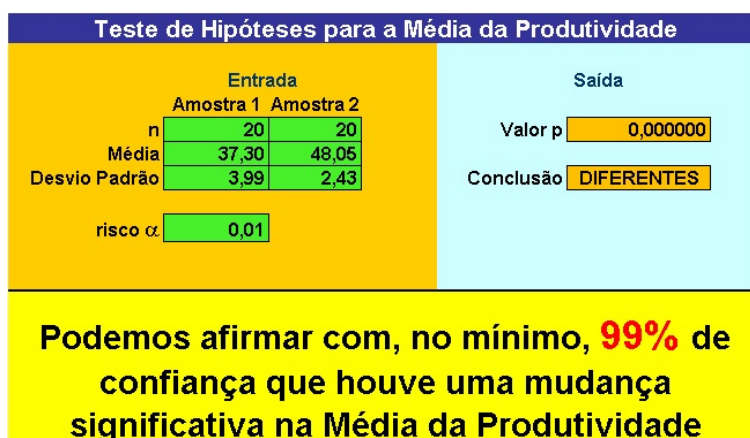 Teste de Hipóteses para a Média da Produtividade
Entrada
Amostra 1 Amostra 2
n 20 20
Média 37,30 48,05
Desvio Padrão 3,99 2,43
risco α 0,01
Saída
Valor p 0,000000
Conclusão DIFERENTES
Podemos afirmar com, no mínimo, 99% de
confiança que houve uma mudança
significativa na Média da Produtividade